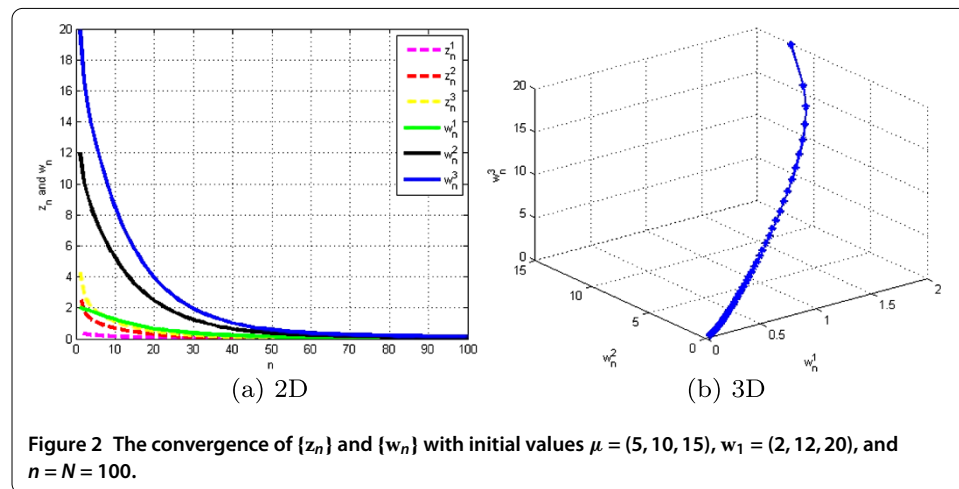 20
18
16
14
12
10
8
6
4
2
0
z_n and w_n
0 10 20 30 40 50 60 70 80 90 100
n
z_n^1
z_n^2
z_n^3
w_n^1
w_n^2
w_n^3
(a) 2D
20
15
10
5
0
w_n^3
15
10
5
0
w_n^2
0
0.5
1
1.5
2
w_n^1
(b) 3D
Figure 2 The convergence of {z_n} and {w_n} with initial values μ = (5, 10, 15), w_1 = (2, 12, 20), and
n = N = 100.